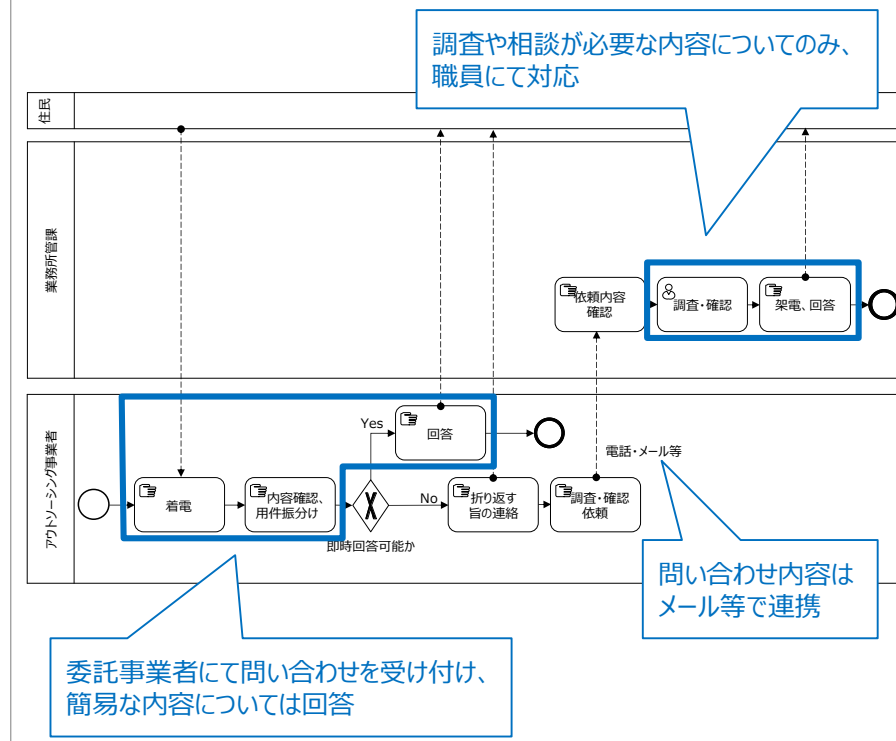 調査や相談が必要な内容についてのみ、
職員にて対応
住民
業務所管課
依頼内容
確認
調査・確認
架電、回答
アウトソーシング事業者
Yes
回答
電話・メール等
着電
内容確認、
用件振分け
No
折り返す
旨の連絡
調査・確認
依頼
即時回答可能か
問い合わせ内容は
メール等で連携
委託事業者にて問い合わせを受け付け、
簡易な内容については回答